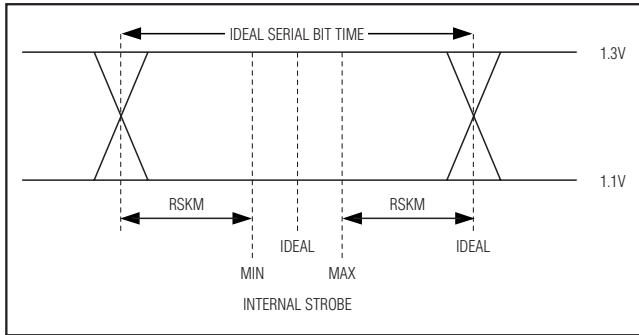 IDEAL SERIAL BIT TIME
1.3V
1.1V
RSKM
RSKM
IDEAL
IDEAL
MIN
MAX
INTERNAL STROBE